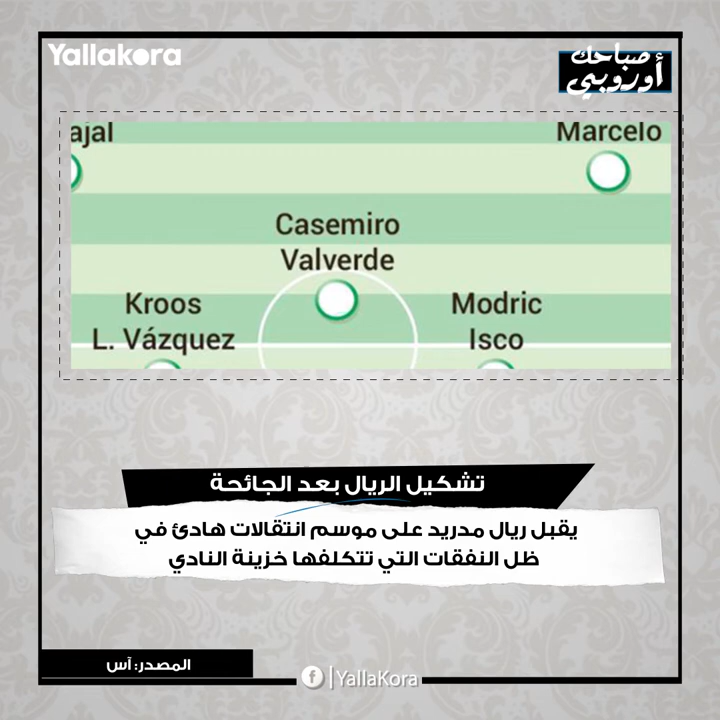 Yallakora
صباحك
أوروبي
ajal
Marcelo
Casemiro
Valverde
Kroos
L. Vázquez
Modric
Isco
تشكيل الريال بعد الجائحة
يقبل ريال مدريد على موسم انتقالات هادئ في
ظل النفقات التي تتكلفها خزينة النادي
المصدر: آس
f | YallaKora